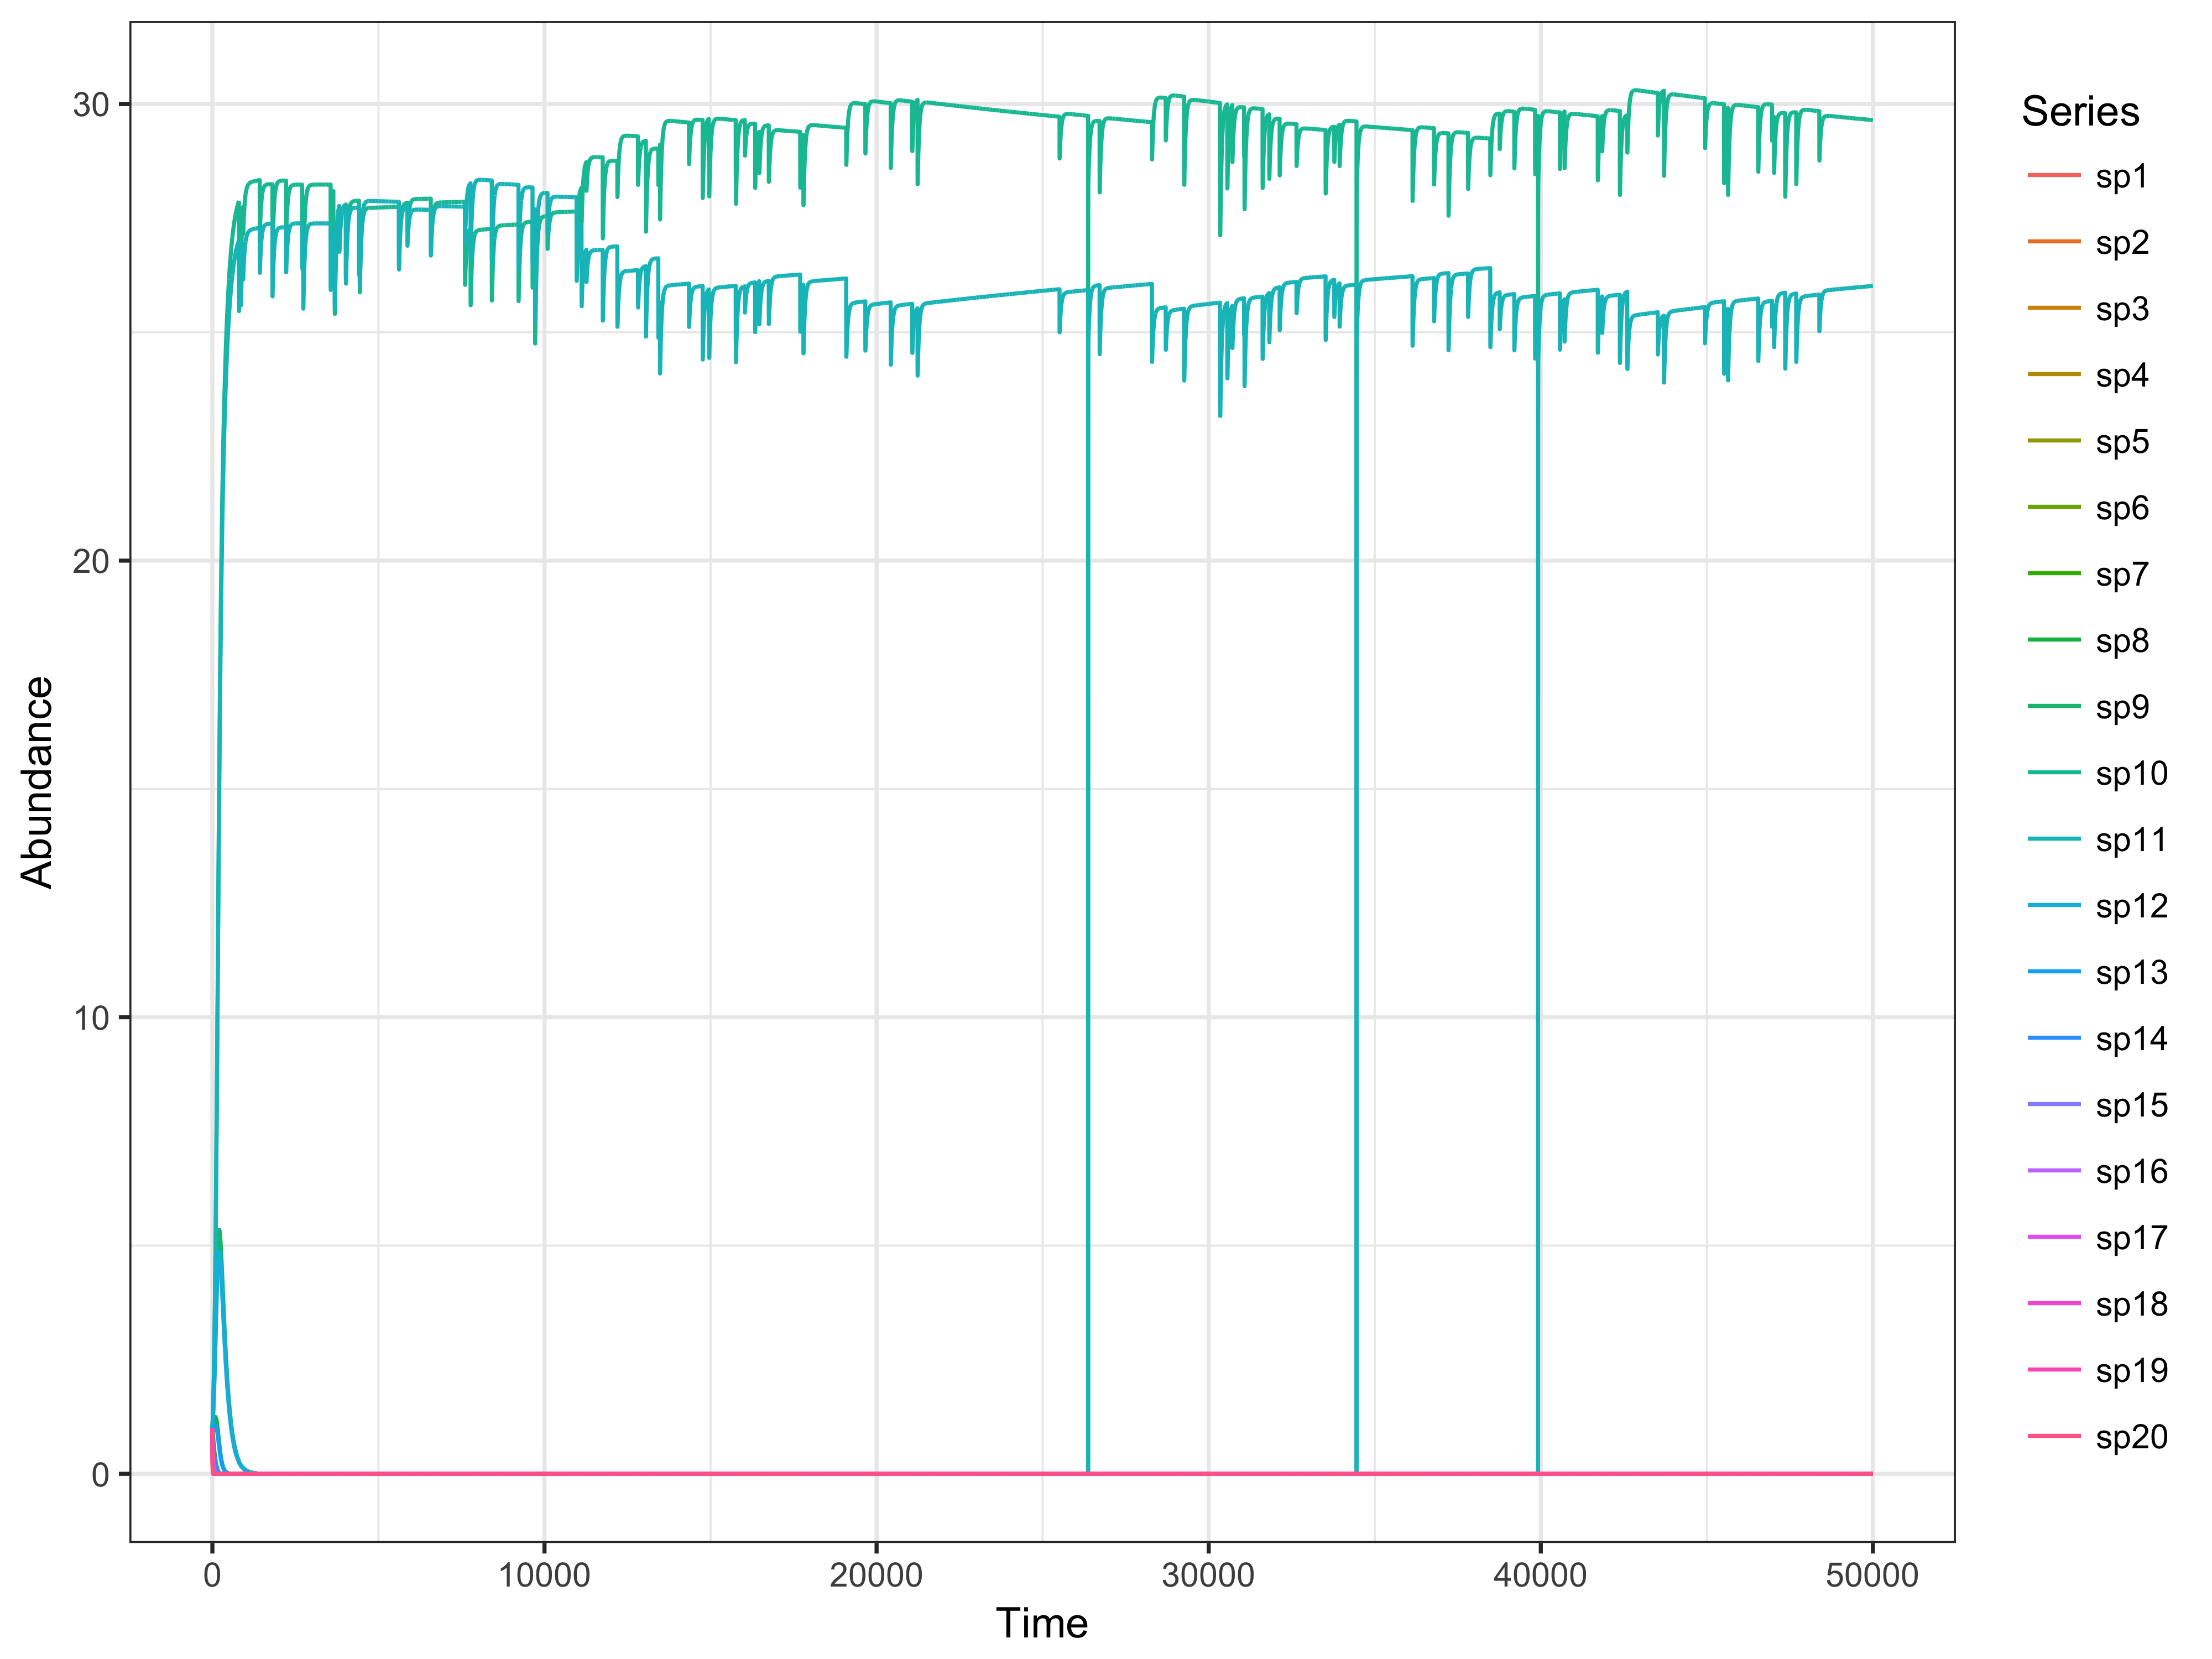 30
20
10
0
Abundance
0 10000 20000 30000 40000 50000
Time
Series
sp1
sp2
sp3
sp4
sp5
sp6
sp7
sp8
sp9
sp10
sp11
sp12
sp13
sp14
sp15
sp16
sp17
sp18
sp19
sp20